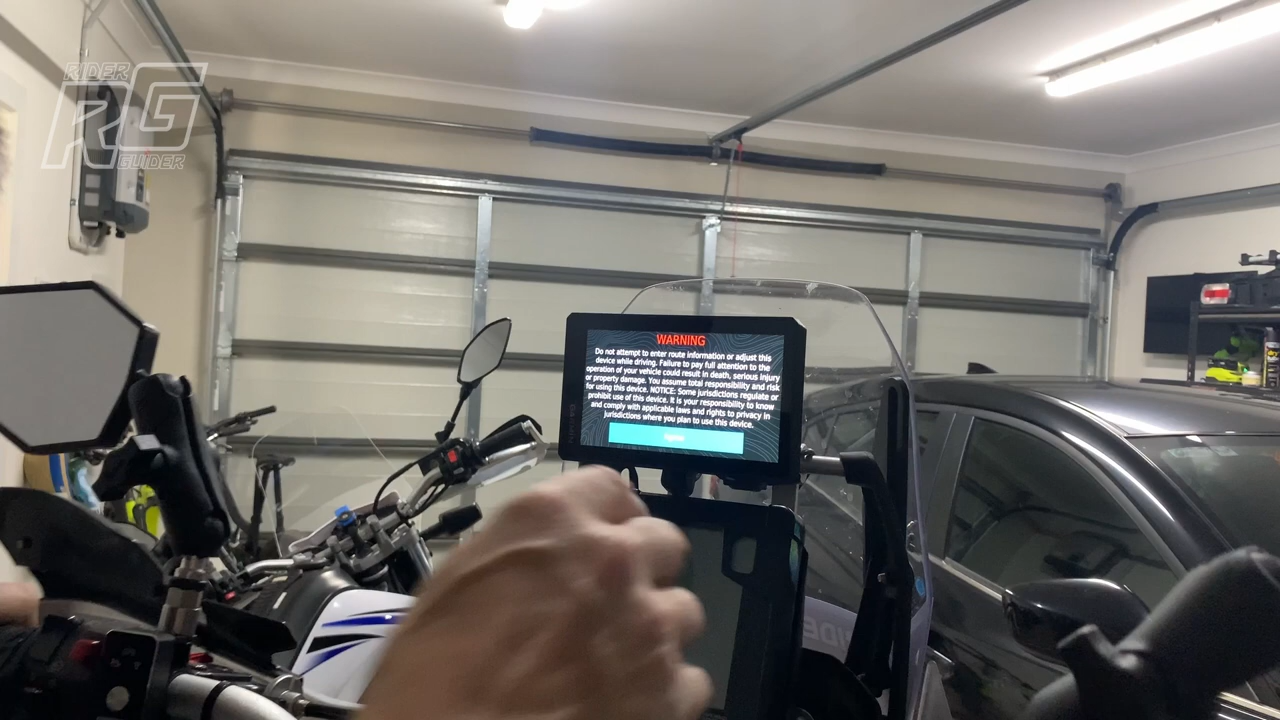 RIDER
RG
GUIDER
WARNING
Do not attempt to enter route information or adjust this
device while driving. Failure to pay full attention to the
operation of your vehicle could result in death, serious injury
or property damage. You assume total responsibility and risk
for using this device. NOTICE: Some jurisdictions regulate or
prohibit use of this device. It is your responsibility to know
and comply with applicable laws and rights to privacy in
jurisdictions where you plan to use this device.